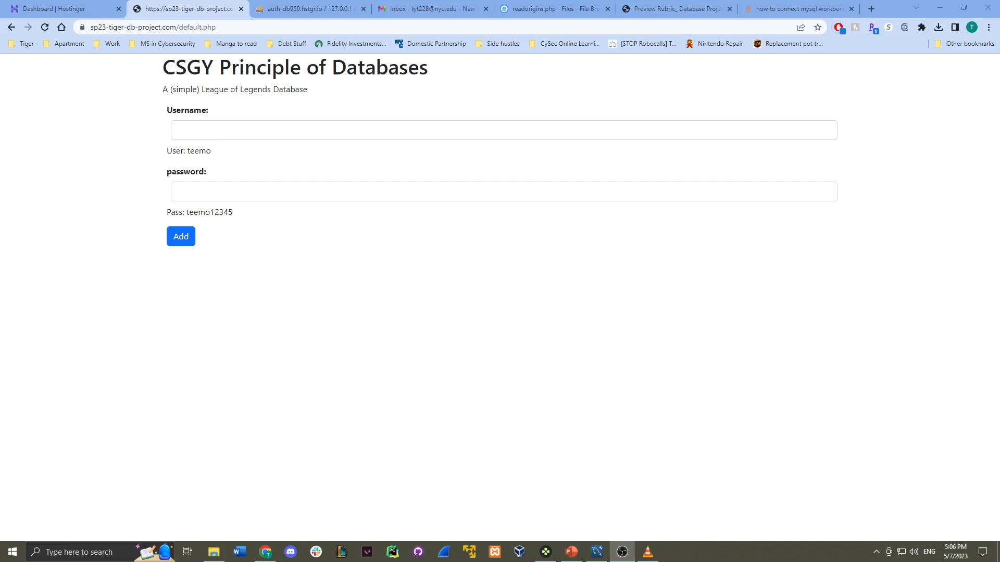 Dashboard | Hostinger
https://sp23-tiger-db-project.co
auth-db959.hstgr.io / 127.0.0.1 /
Inbox - tyt228@nyu.edu - New
readorigins.php - Files - File Bro
Preview Rubric_ Database Projec
how to connect mysql workbenc
sp23-tiger-db-project.com/default.php
Tiger
Apartment
Work
MS in Cybersecurity
Manga to read
Debt Stuff
Fidelity Investments...
Domestic Partnership
Side hustles
CySec Online Learni...
[STOP Robocalls] T...
Nintendo Repair
Replacement pot tr...
Other bookmarks
CSGY Principle of Databases
A (simple) League of Legends Database
Username:
User: teemo
password:
Pass: teemo12345
Add
Type here to search
ENG
5:06 PM
5/7/2023